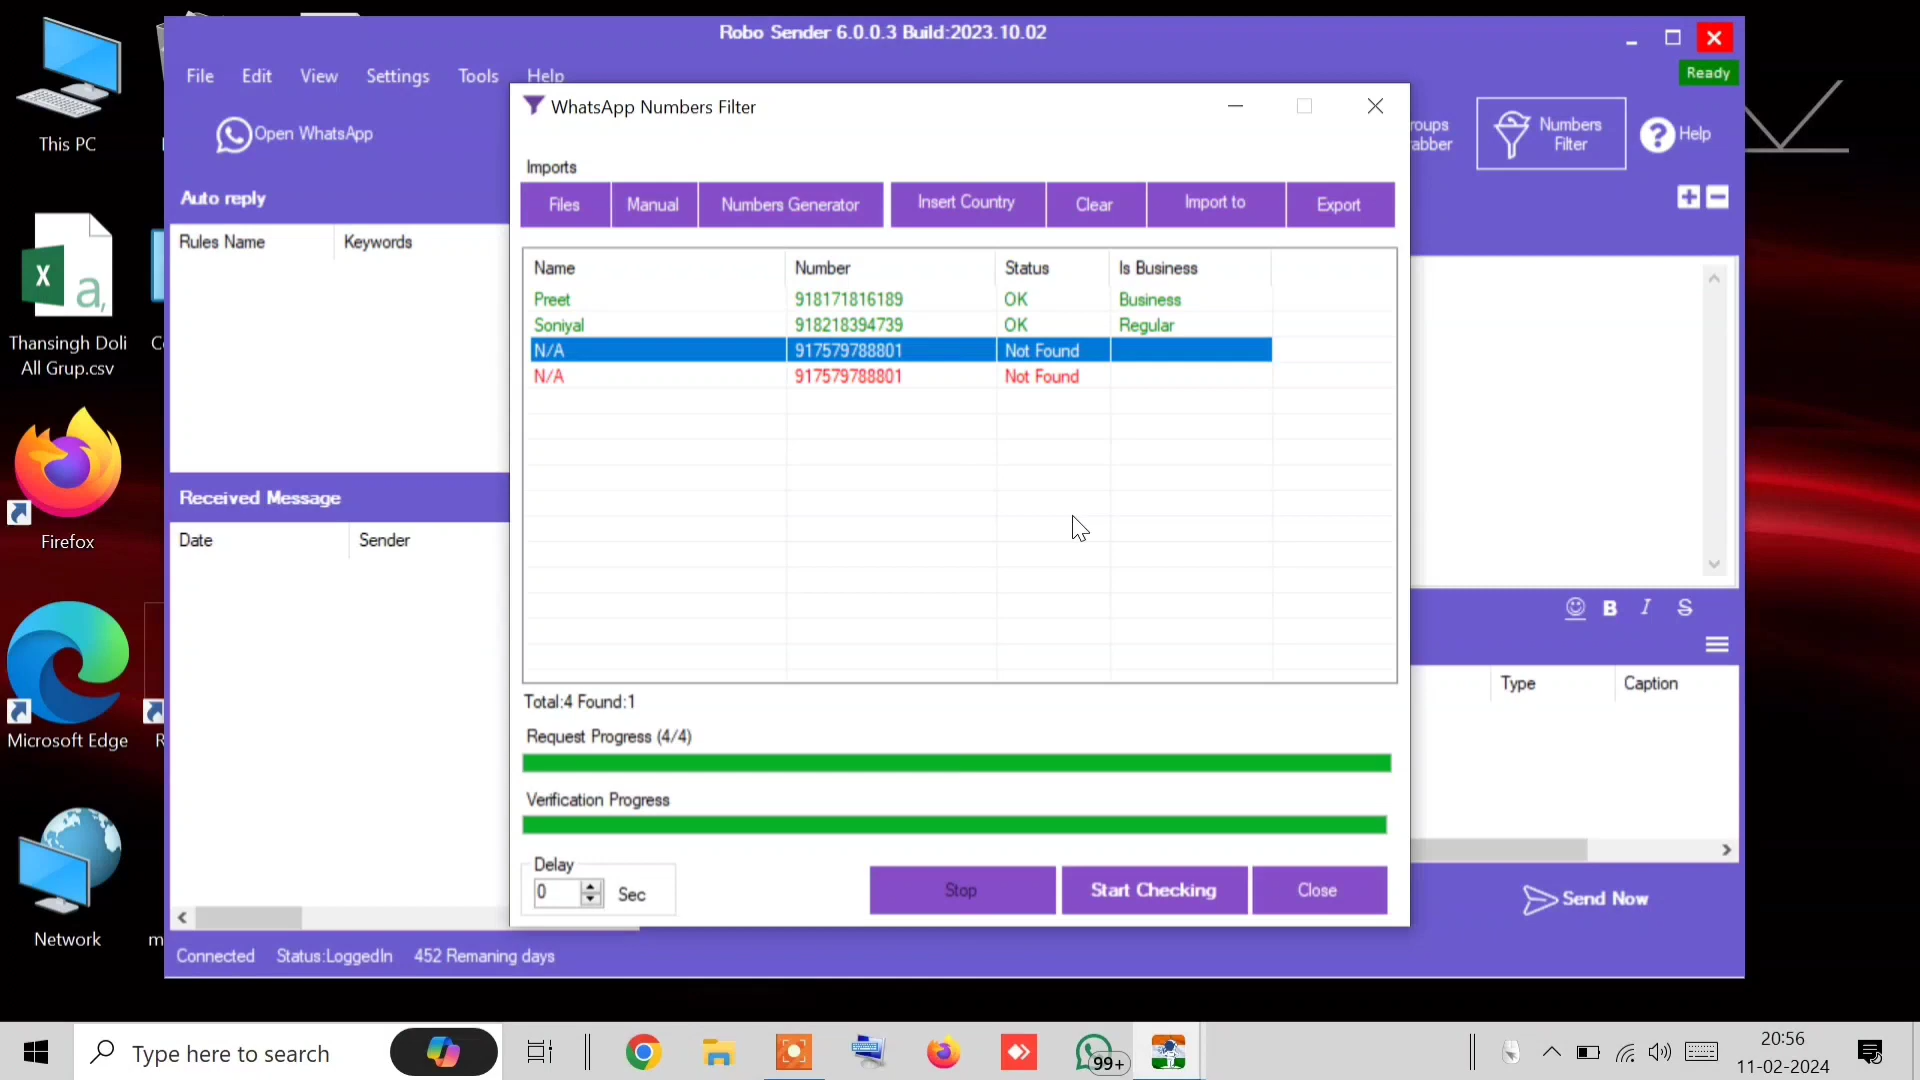 Robo Sender 6.0.0.3 Build:2023.10.02
File Edit View Settings Tools Help
Ready
Open WhatsApp
Numbers
Filter
Help
Auto reply
Rules Name Keywords
Received Message
Date Sender
WhatsApp Numbers Filter
Imports
Files Manual Numbers Generator Insert Country Clear Import to Export
Name Number Status Is Business
Preet 918171816189 OK Business
Soniyal 918218394739 OK Regular
N/A 917579788801 Not Found
N/A 917579788801 Not Found
Total:4 Found:1
Request Progress (4/4)
Verification Progress
Delay
0 Sec
Stop Start Checking Close
B I S
Type Caption
Send Now
Connected Status:LoggedIn 452 Remaning days
This PC
X
a,
Thansingh Doli
All Grup.csv
Firefox
Microsoft Edge
Network
Type here to search
99+
20:56
11-02-2024